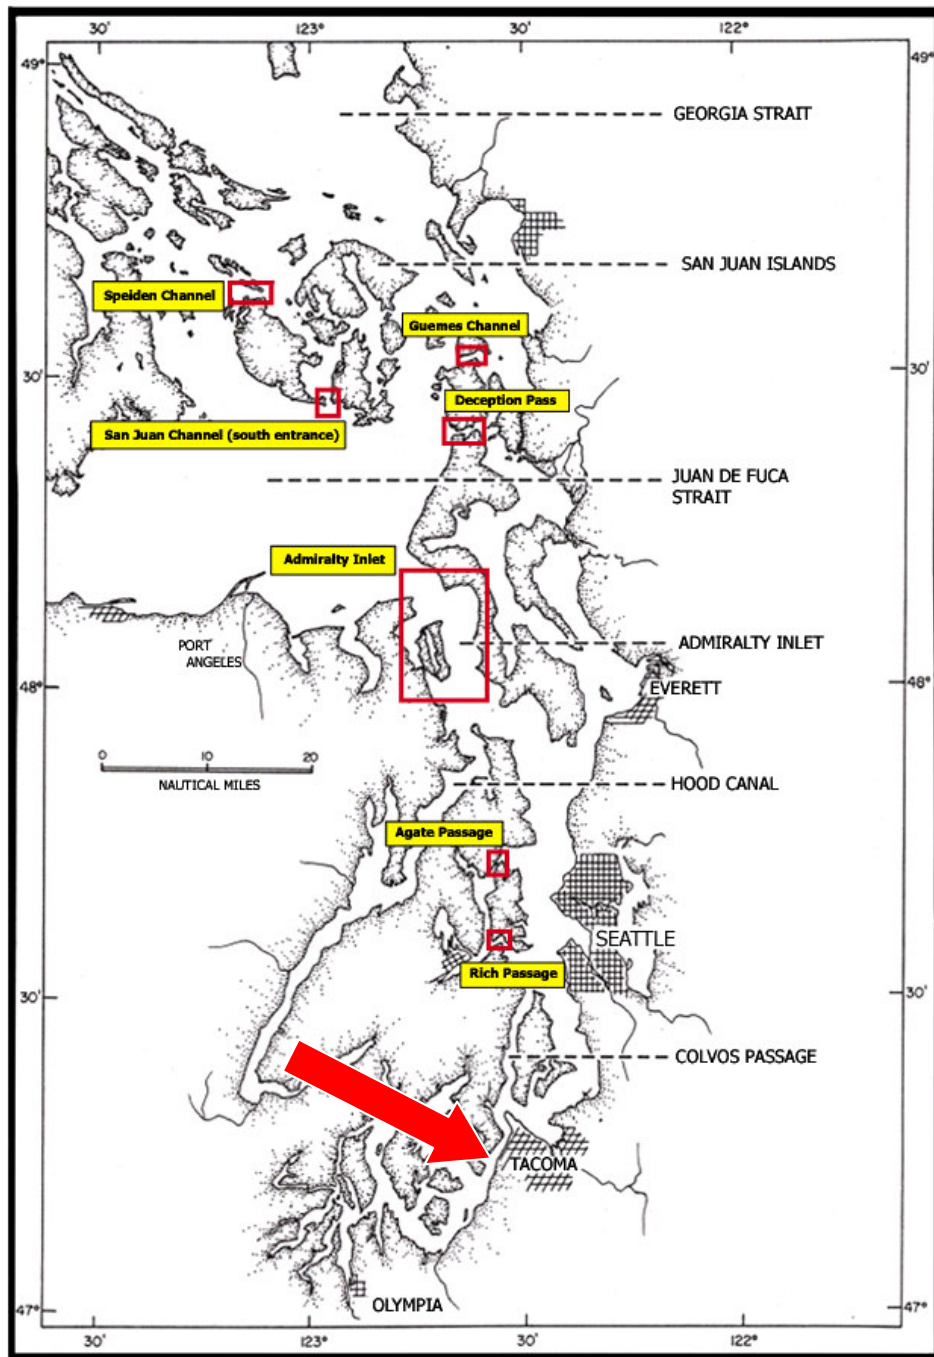 30'
123°
30'
122°
49°
49°
GEORGIA STRAIT
SAN JUAN ISLANDS
Speiden Channel
Guemes Channel
30'
30'
Deception Pass
San Juan Channel (south entrance)
JUAN DE FUCA
STRAIT
Admiralty Inlet
PORT
ANGELES
ADMIRALTY INLET
48°
48°
EVERETT
0
10
20
NAUTICAL MILES
HOOD CANAL
Agate Passage
SEATTLE
Rich Passage
30'
30'
COLVOS PASSAGE
TACOMA
OLYMPIA
47°
47°
30'
123°
30'
122°